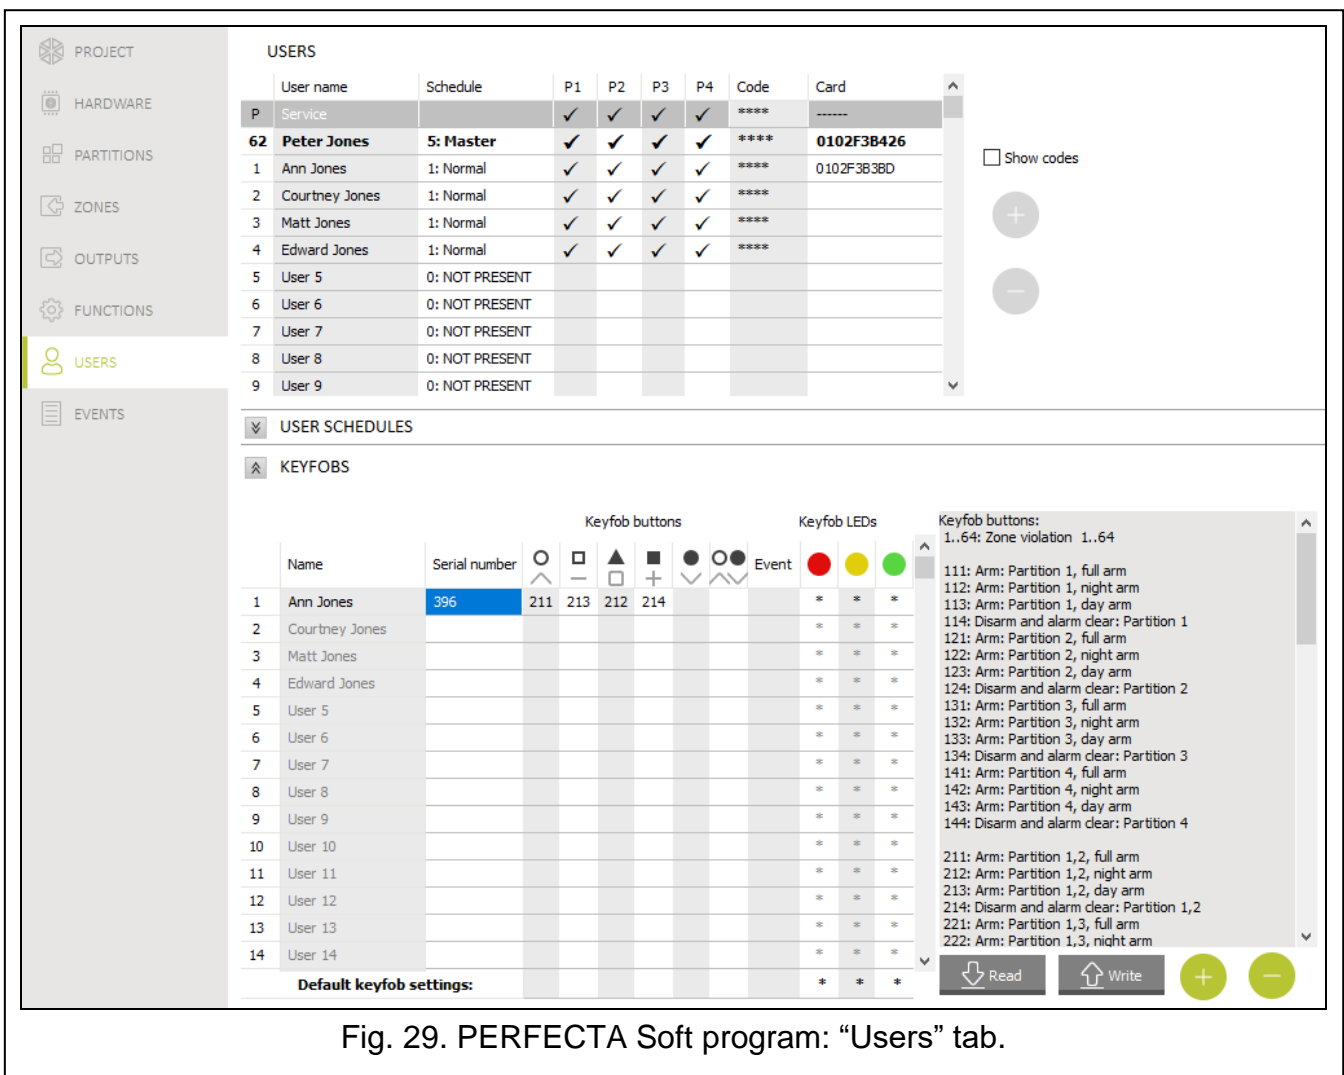 PROJECT
HARDWARE
PARTITIONS
ZONES
OUTPUTS
FUNCTIONS
USERS
EVENTS
USERS
User name Schedule P1 P2 P3 P4 Code Card
P Service ✓ ✓ ✓ ✓ **** ------
62 Peter Jones 5: Master ✓ ✓ ✓ ✓ **** 0102F3B426
1 Ann Jones 1: Normal ✓ ✓ ✓ ✓ **** 0102F3B3BD
2 Courtney Jones 1: Normal ✓ ✓ ✓ ✓ ****
3 Matt Jones 1: Normal ✓ ✓ ✓ ✓ ****
4 Edward Jones 1: Normal ✓ ✓ ✓ ✓ ****
5 User 5 0: NOT PRESENT
6 User 6 0: NOT PRESENT
7 User 7 0: NOT PRESENT
8 User 8 0: NOT PRESENT
9 User 9 0: NOT PRESENT
Show codes
USER SCHEDULES
KEYFOBS
Keyfob buttons Keyfob LEDs
Name Serial number Event
1 Ann Jones 396 211 213 212 214 * * *
2 Courtney Jones * * *
3 Matt Jones * * *
4 Edward Jones * * *
5 User 5 * * *
6 User 6 * * *
7 User 7 * * *
8 User 8 * * *
9 User 9 * * *
10 User 10 * * *
11 User 11 * * *
12 User 12 * * *
13 User 13 * * *
14 User 14 * * *
Default keyfob settings: * * *
Keyfob buttons:
1..64: Zone violation 1..64
111: Arm: Partition 1, full arm
112: Arm: Partition 1, night arm
113: Arm: Partition 1, day arm
114: Disarm and alarm clear: Partition 1
121: Arm: Partition 2, full arm
122: Arm: Partition 2, night arm
123: Arm: Partition 2, day arm
124: Disarm and alarm clear: Partition 2
131: Arm: Partition 3, full arm
132: Arm: Partition 3, night arm
133: Arm: Partition 3, day arm
134: Disarm and alarm clear: Partition 3
141: Arm: Partition 4, full arm
142: Arm: Partition 4, night arm
143: Arm: Partition 4, day arm
144: Disarm and alarm clear: Partition 4
211: Arm: Partition 1,2, full arm
212: Arm: Partition 1,2, night arm
213: Arm: Partition 1,2, day arm
214: Disarm and alarm clear: Partition 1,2
221: Arm: Partition 1,3, full arm
222: Arm: Partition 1,3, night arm
Read Write
Fig. 29. PERFECTA Soft program: “Users” tab.